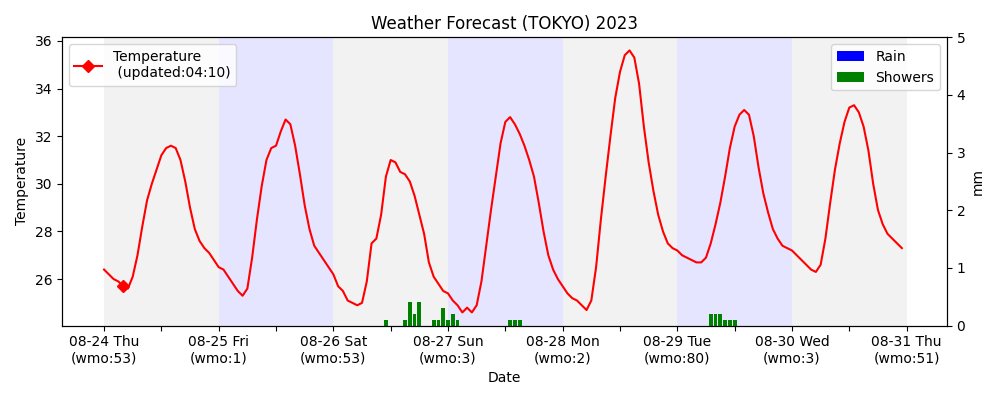 Weather Forecast (TOKYO) 2023
Temperature
(updated:04:10)
Rain
Showers
36
34
32
30
28
26
Temperature
5
4
3
2
1
0
mm
08-24 Thu
(wmo:53)
08-25 Fri
(wmo:1)
08-26 Sat
(wmo:53)
08-27 Sun
(wmo:3)
08-28 Mon
(wmo:2)
08-29 Tue
(wmo:80)
08-30 Wed
(wmo:3)
08-31 Thu
(wmo:51)
Date